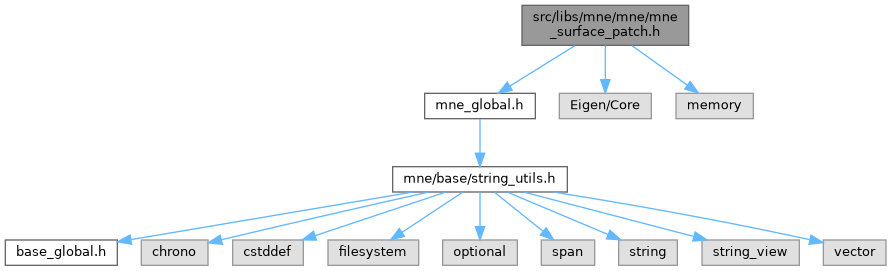 src/libs/mne/mne/mne
_surface_patch.h
mne_global.h
Eigen/Core
memory
mne/base/string_utils.h
base_global.h
chrono
cstddef
filesystem
optional
span
string
string_view
vector